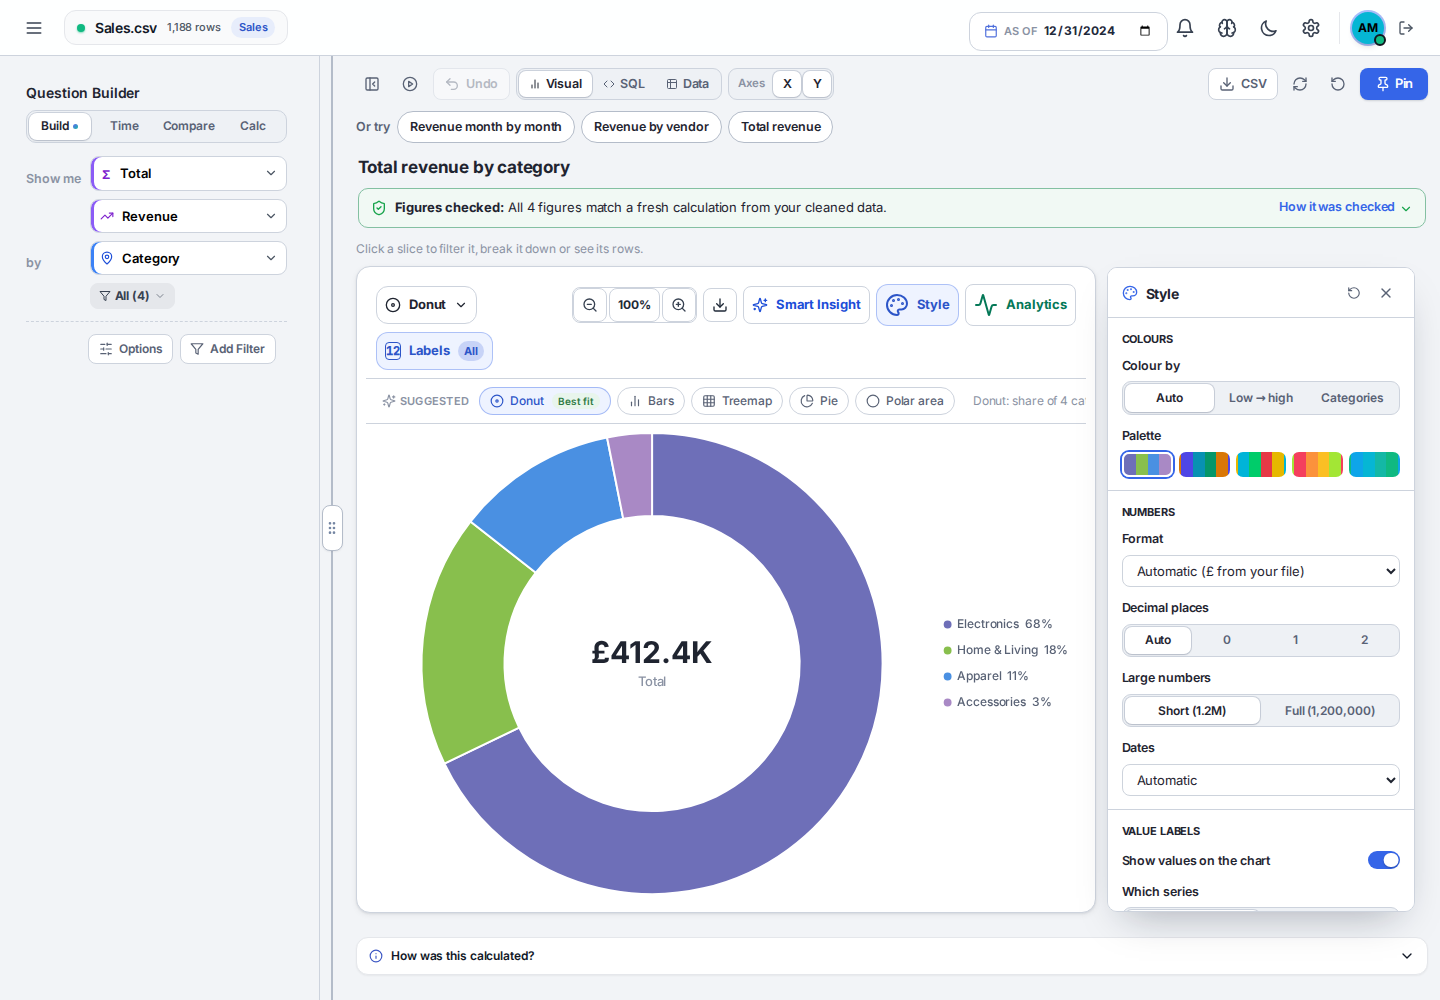 Sales.csv 1,188 rows Sales
AS OF 12/31/2024
AM
Question Builder
Build Time Compare Calc
Show me Σ Total
Revenue
by Category
All (4)
Options Add Filter
Undo Visual SQL Data Axes X Y CSV Pin
Or try Revenue month by month Revenue by vendor Total revenue
Total revenue by category
Figures checked: All 4 figures match a fresh calculation from your cleaned data. How it was checked
Click a slice to filter it, break it down or see its rows.
Donut 100% Smart Insight Style Analytics
12 Labels All
SUGGESTED Donut Best fit Bars Treemap Pie Polar area Donut: share of 4 ca
£412.4K
Total
Electronics 68%
Home & Living 18%
Apparel 11%
Accessories 3%
Style
COLOURS
Colour by
Auto Low → high Categories
Palette
NUMBERS
Format
Automatic (£ from your file)
Decimal places
Auto 0 1 2
Large numbers
Short (1.2M) Full (1,200,000)
Dates
Automatic
VALUE LABELS
Show values on the chart
Which series
How was this calculated?